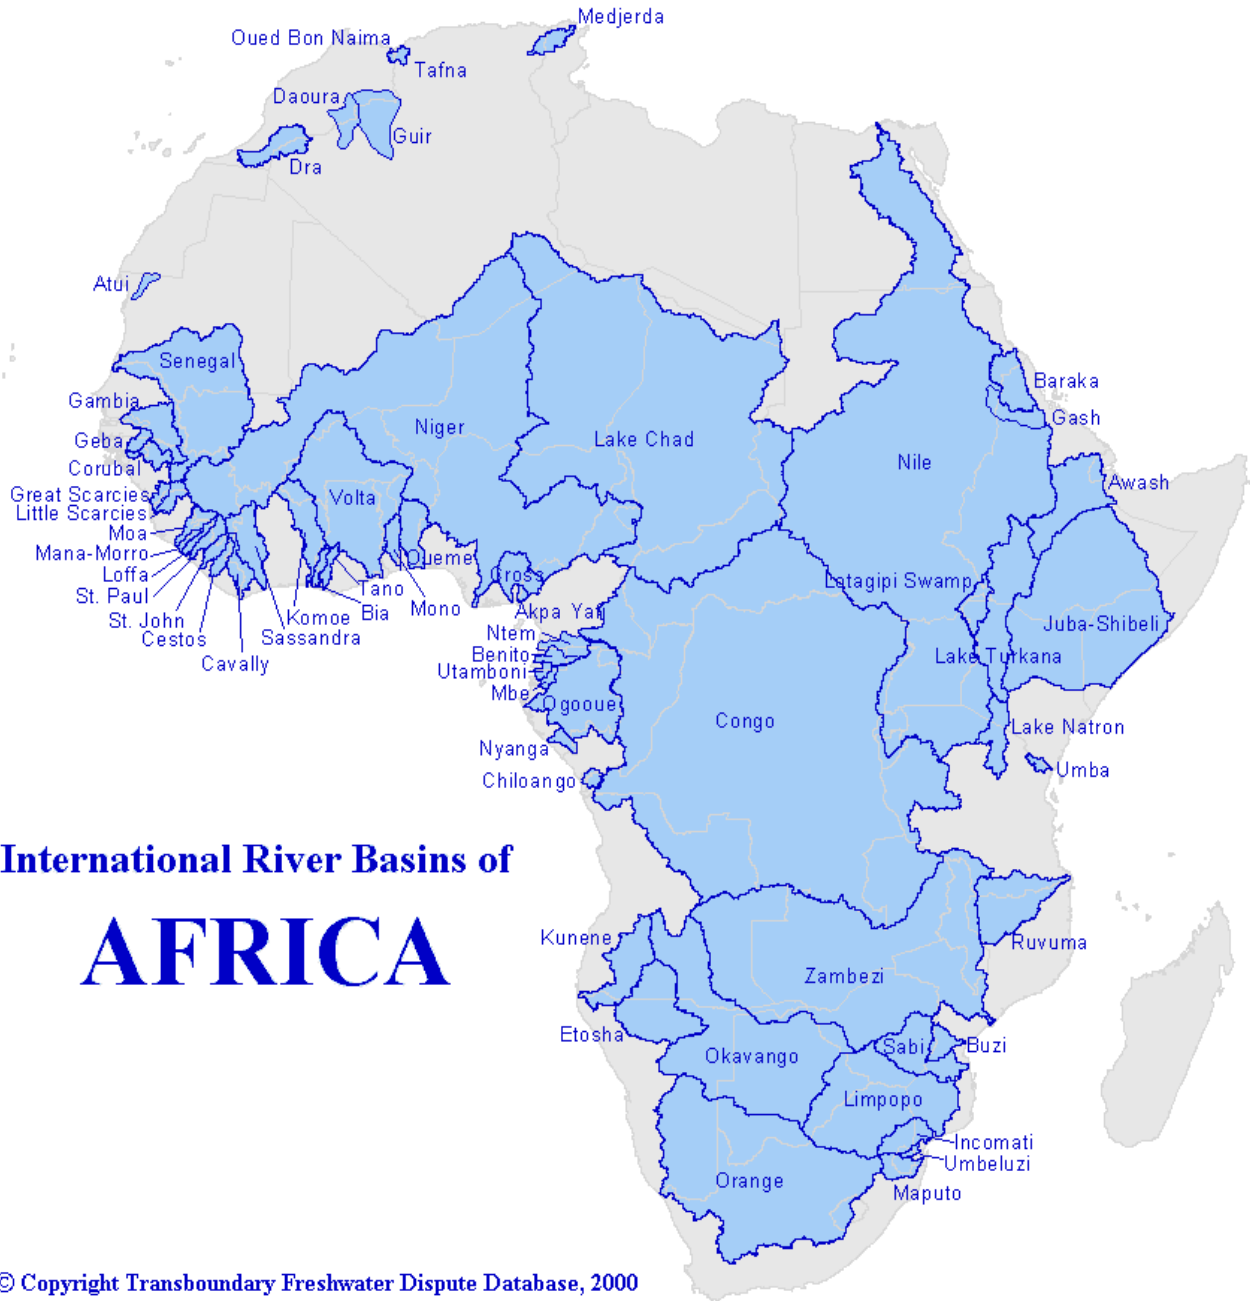 Medjerda
Oued Bon Naima
Tafna
Daoura
Guir
Dra
Atui
Senegal
Baraka
Gambia
Gash
Niger
Geba
Lake Chad
Nile
Corubal
Awash
Great Scarcies
Volta
Little Scarcies
Moa
Mana-Morro
Oueme
Loffa
Cross
Lotagipi Swamp
St. Paul
Tano
Mono
Akpa Yafi
St. John
Komoe
Bia
Juba-Shibeli
Cestos
Sassandra
Ntem
Cavally
Benito
Lake Turkana
Utamboni
Mbe
Ogooue
Congo
Lake Natron
Nyanga
Umba
Chiloango
International River Basins of
AFRICA
Kunene
Ruvuma
Zambezi
Etosha
Okavango
Sabi
Buzi
Limpopo
Incomati
Umbeluzi
Orange
Maputo
© Copyright Transboundary Freshwater Dispute Database, 2000